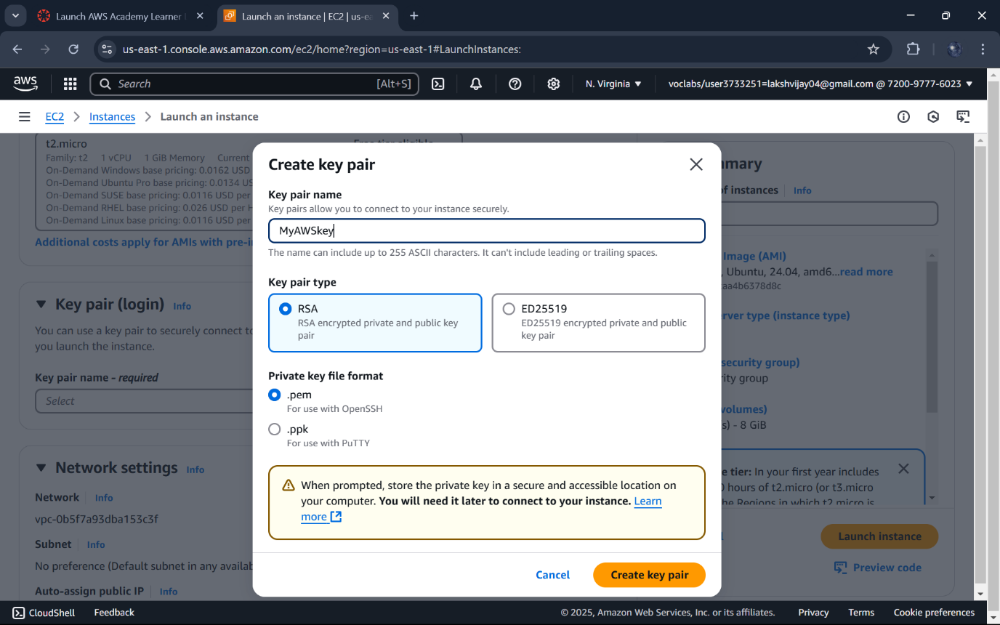 Launch AWS Academy Learner
Launch an instance | EC2 | us-ea
us-east-1.console.aws.amazon.com/ec2/home?region=us-east-1#LaunchInstances:
aws
Search
[Alt+S]
N. Virginia
voclabs/user3733251=lakshvijay04@gmail.com @ 7200-9777-6023
EC2
Instances
Launch an instance
t2.micro
Family: t2 1 vCPU 1 GiB Memory Current
On-Demand Windows base pricing: 0.0162 USD
On-Demand Ubuntu Pro base pricing: 0.0134 US
On-Demand SUSE base pricing: 0.0116 USD per
On-Demand RHEL base pricing: 0.026 USD per H
On-Demand Linux base pricing: 0.0116 USD per
Additional costs apply for AMIs with pre-i
Key pair (login) Info
You can use a key pair to securely connect to
you launch the instance.
Key pair name - required
Select
Network settings Info
Network Info
vpc-0b5f7a93dba153c3f
Subnet Info
No preference (Default subnet in any availab
Auto-assign public IP Info
Create key pair
Key pair name
Key pairs allow you to connect to your instance securely.
MyAWSkey
The name can include up to 255 ASCII characters. It can't include leading or trailing spaces.
Key pair type
RSA
RSA encrypted private and public key
pair
ED25519
ED25519 encrypted private and public
key pair
Private key file format
.pem
For use with OpenSSH
.ppk
For use with PuTTY
When prompted, store the private key in a secure and accessible location on
your computer. You will need it later to connect to your instance. Learn
more
Cancel
Create key pair
mmary
of instances Info
Image (AMI)
, Ubuntu, 24.04, amd6...read more
aa4b6378d8c
rver type (instance type)
security group)
ity group
volumes)
s) - 8 GiB
e tier: In your first year includes
0 hours of t2.micro (or t3.micro
he Regions in which t2.micro is
Launch instance
Preview code
CloudShell
Feedback
© 2025, Amazon Web Services, Inc. or its affiliates.
Privacy
Terms
Cookie preferences